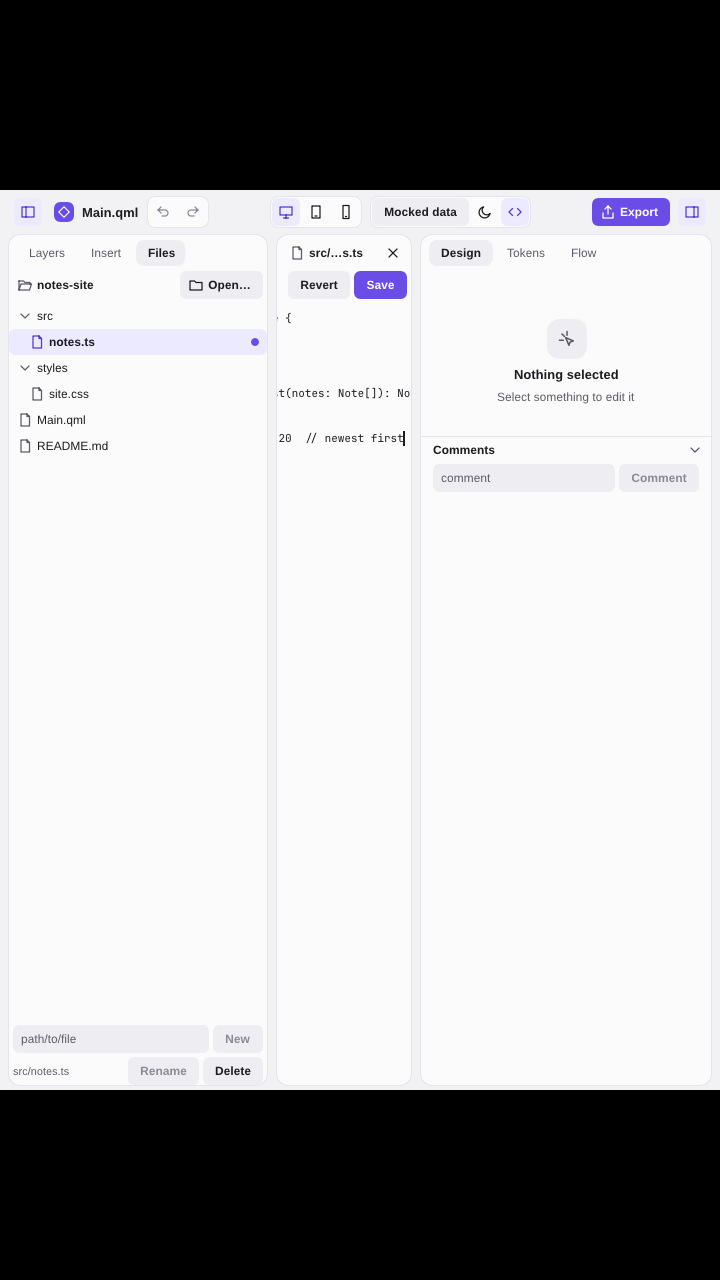 Main.qml
Mocked data
Export
Layers Insert Files
notes-site
Open…
src
notes.ts
styles
site.css
Main.qml
README.md
path/to/file
New
src/notes.ts
Rename
Delete
src/…s.ts
Revert
Save
{
st(notes: Note[]): No
20 // newest first
Design Tokens Flow
Nothing selected
Select something to edit it
Comments
comment
Comment